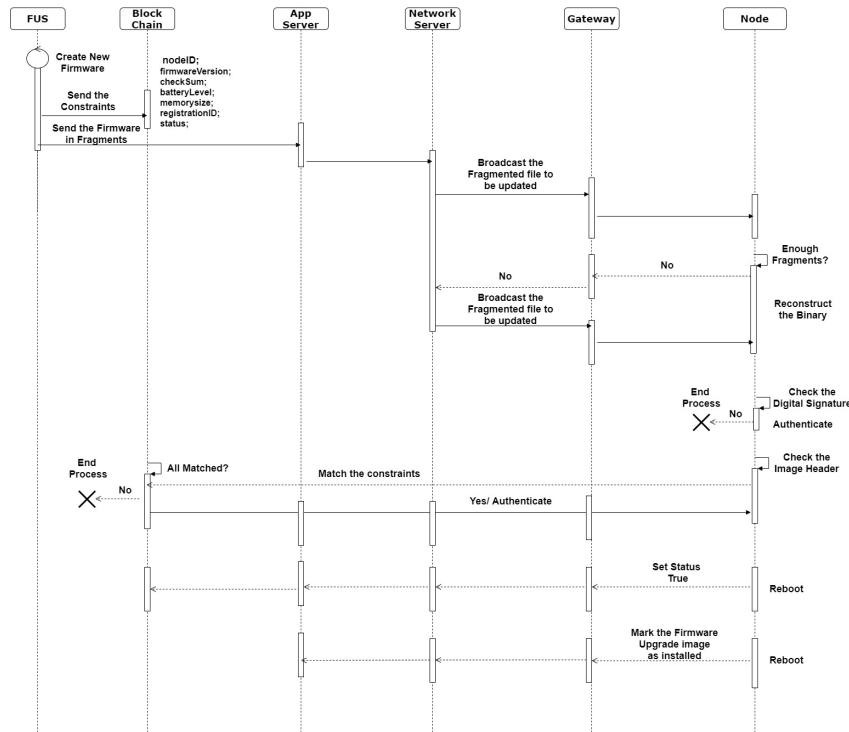 FUS
Block
Chain
App
Server
Network
Server
Gateway
Node
Create New
Firmware
nodeID;
firmwareVersion;
checkSum;
batteryLevel;
memorysize;
registrationID;
status;
Send the
Constraints
Send the Firmware
in Fragments
Broadcast the
Fragmented file to
be updated
Enough
Fragments?
No
No
Broadcast the
Fragmented file to
be updated
Reconstruct
the Binary
End
Process
No
Check the
Digital Signature
Authenticate
End
Process
No
All Matched?
Match the constraints
Check the
Image Header
Yes/ Authenticate
Set Status
True
Reboot
Mark the Firmware
Upgrade image
as installed
Reboot